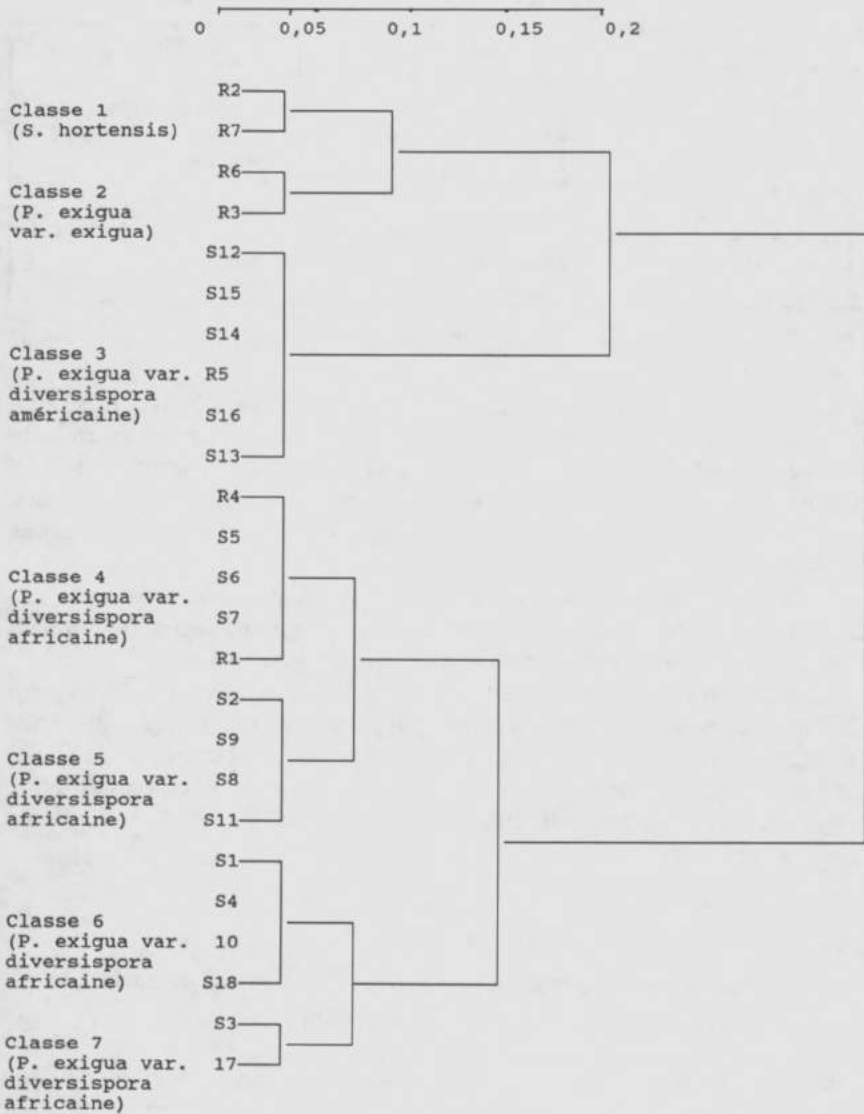 0 0,05 0,1 0,15 0,2
R2
Classe 1
(S. hortensis) R7
R6
Classe 2
(P. exigua R3
var. exigua)
S12
S15
S14
Classe 3
(P. exigua var. R5
diversispora
américaine) S16
S13
R4
S5
Classe 4 S6
(P. exigua var.
diversispora S7
africaine)
R1
S2
S9
Classe 5
(P. exigua var. S8
diversispora
africaine) S11
S1
S4
Classe 6
(P. exigua var. 10
diversispora
africaine) S18
S3
Classe 7
(P. exigua var. 17
diversispora
africaine)